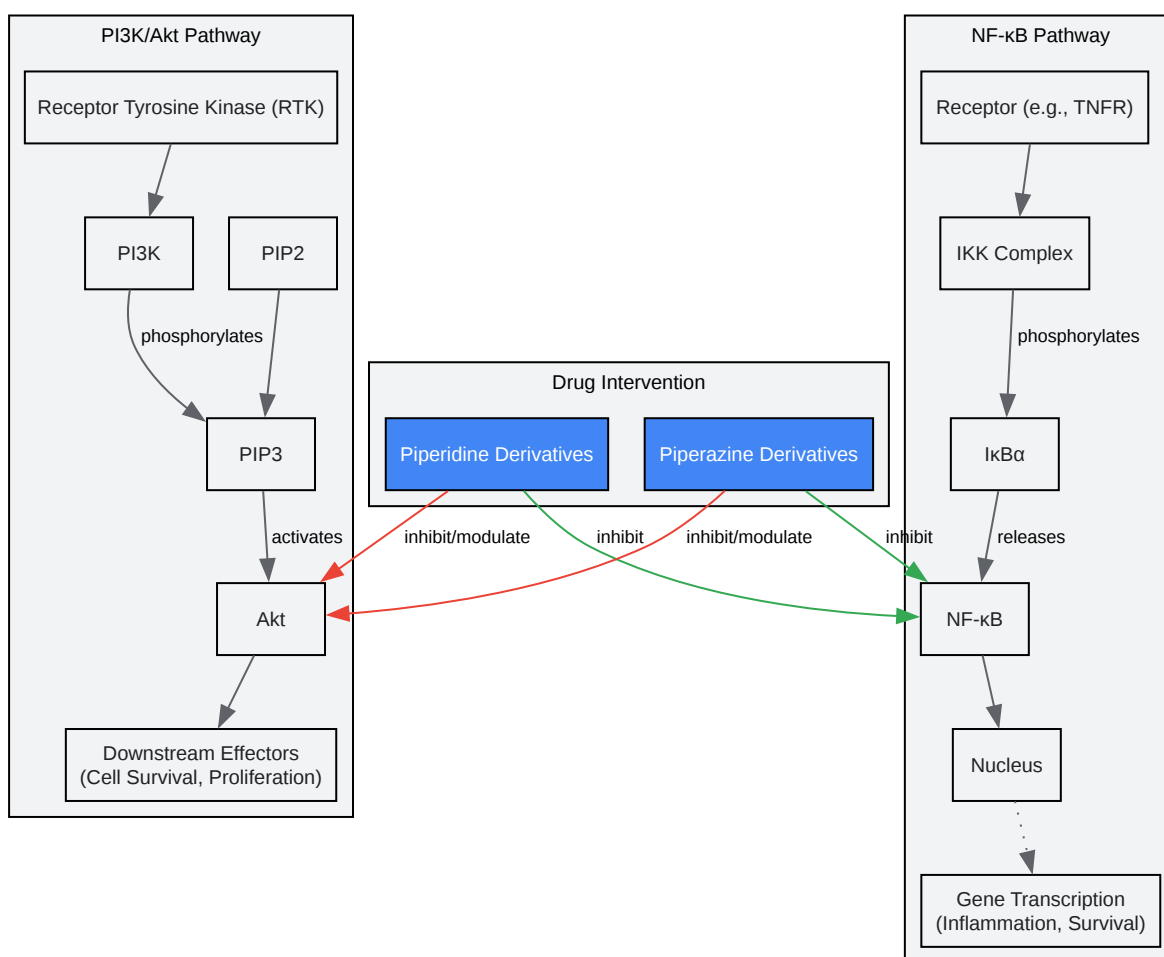 PI3K/Akt Pathway
Receptor Tyrosine Kinase (RTK)
PI3K
PIP2
phosphorylates
PIP3
activates
Akt
Downstream Effectors
(Cell Survival, Proliferation)
Drug Intervention
Piperidine Derivatives
Piperazine Derivatives
inhibit/modulate
inhibit
inhibit/modulate
inhibit
NF-κB Pathway
Receptor (e.g., TNFR)
IKK Complex
phosphorylates
IκBα
releases
NF-κB
Nucleus
Gene Transcription
(Inflammation, Survival)